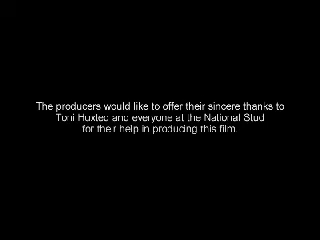 The producers would like to offer their sincere thanks to
Toni Huxted and everyone at the National Stud
for their help in producing this film.